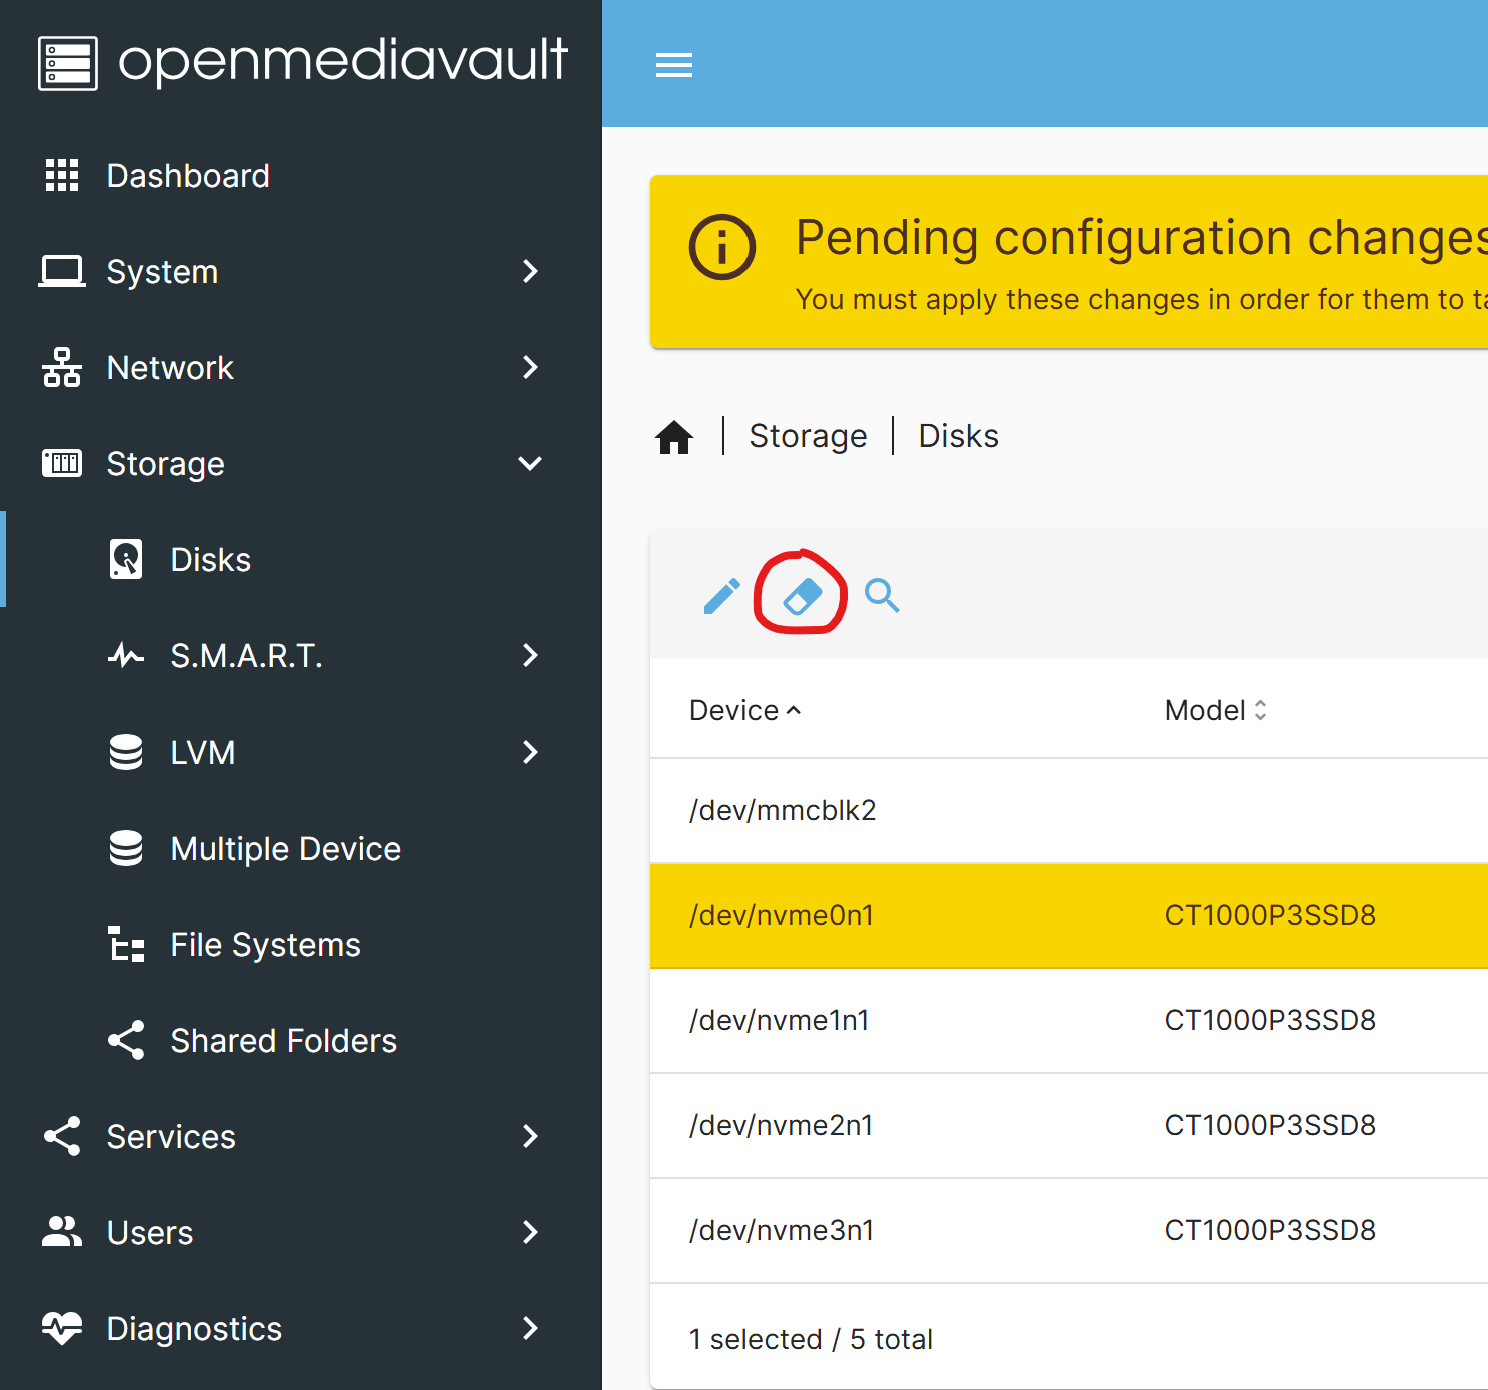 openmediavault
Dashboard
System
Network
Storage
Disks
S.M.A.R.T.
LVM
Multiple Device
File Systems
Shared Folders
Services
Users
Diagnostics
Pending configuration changes
You must apply these changes in order for them to
Storage | Disks
Device Model
/dev/mmcblk2
/dev/nvme0n1 CT1000P3SSD8
/dev/nvme1n1 CT1000P3SSD8
/dev/nvme2n1 CT1000P3SSD8
/dev/nvme3n1 CT1000P3SSD8
1 selected / 5 total